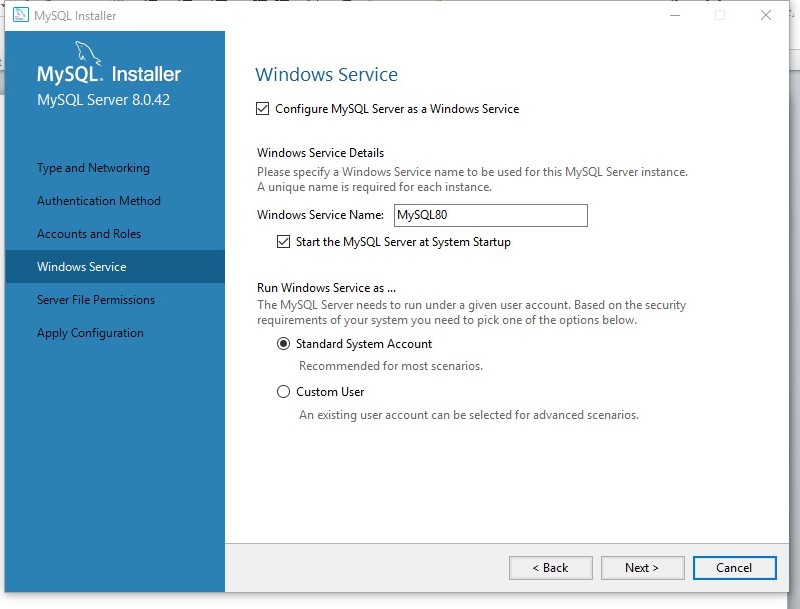 MySQL Installer
MySQL. Installer
MySQL Server 8.0.42
Type and Networking
Authentication Method
Accounts and Roles
Windows Service
Server File Permissions
Apply Configuration
Windows Service
Configure MySQL Server as a Windows Service
Windows Service Details
Please specify a Windows Service name to be used for this MySQL Server instance.
A unique name is required for each instance.
Windows Service Name: MySQL80
Start the MySQL Server at System Startup
Run Windows Service as ...
The MySQL Server needs to run under a given user account. Based on the security
requirements of your system you need to pick one of the options below.
Standard System Account
Recommended for most scenarios.
Custom User
An existing user account can be selected for advanced scenarios.
< Back Next > Cancel